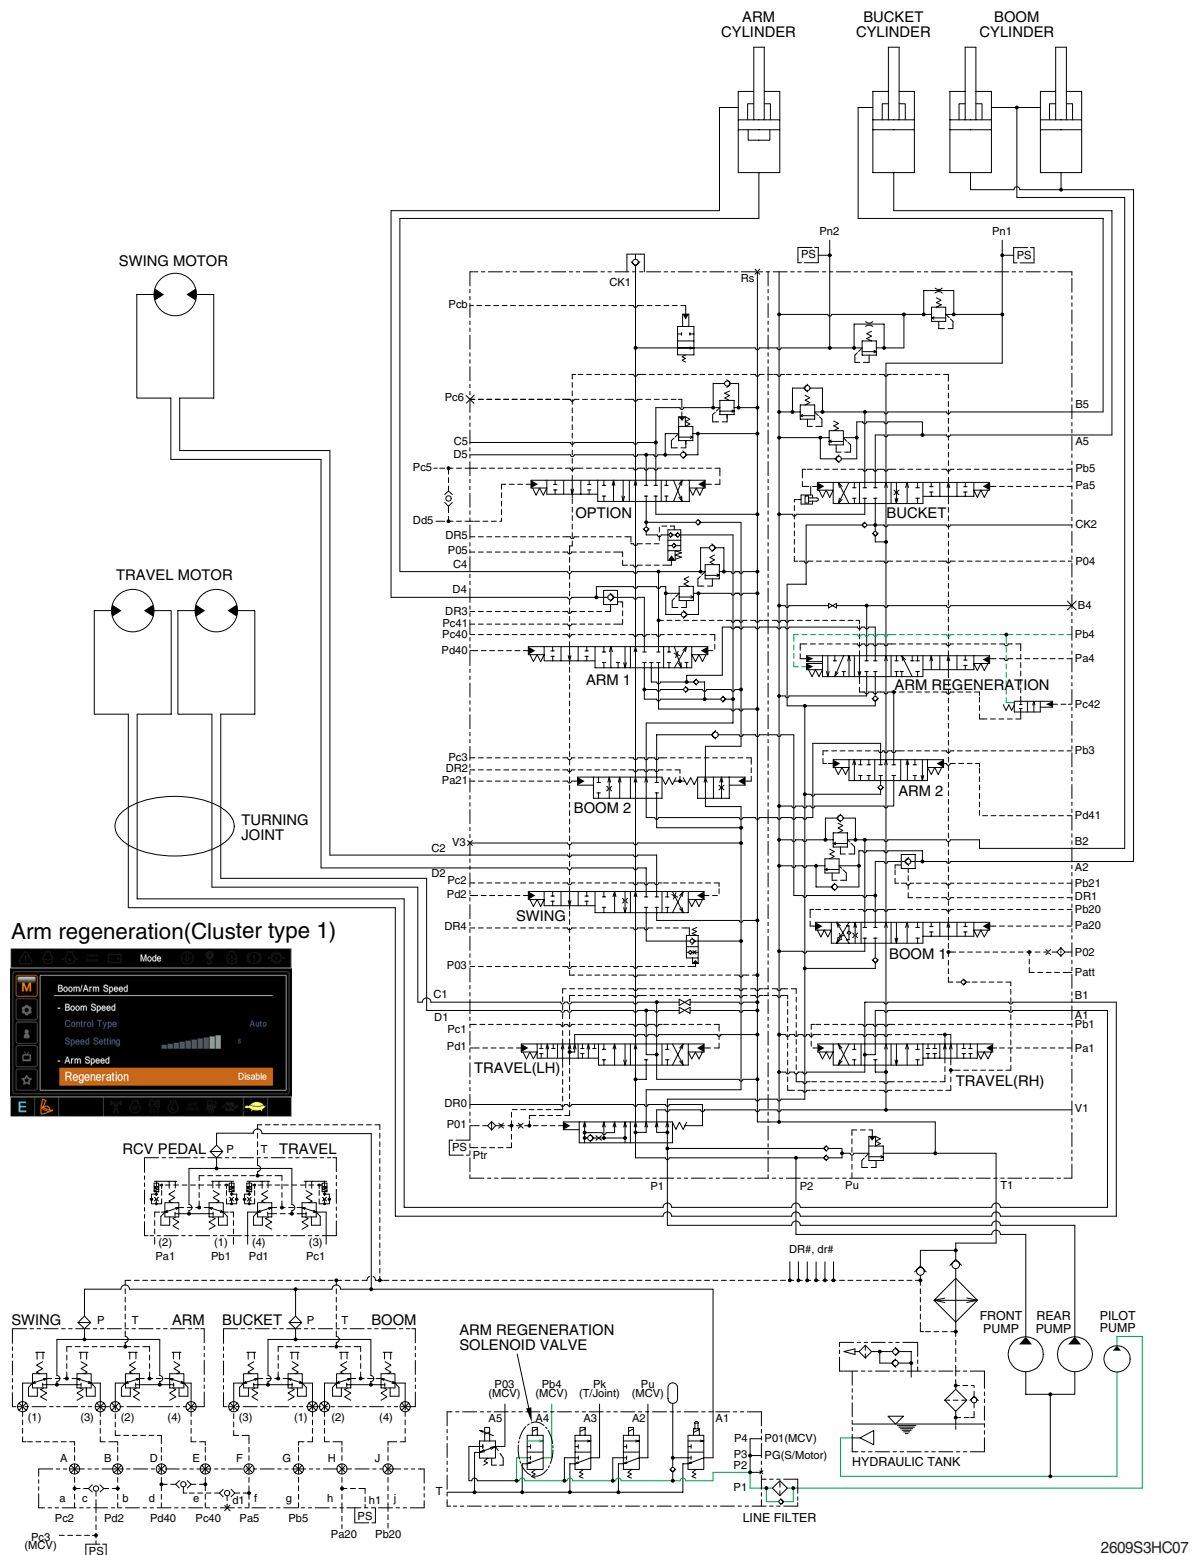 ARM
CYLINDER
BUCKET
CYLINDER
BOOM
CYLINDER
SWING MOTOR
Pn2
Pn1
PS
PS
CK1
Rs
Pcb
Pc6
B5
C5
D5
A5
Pc5
Pb5
Pa5
OPTION
BUCKET
Dd5
CK2
DR5
P05
C4
P04
TRAVEL MOTOR
D4
B4
DR3
Pc41
Pc40
Pb4
Pd40
Pa4
ARM 1
ARM REGENERATION
Pc42
Pc3
DR2
Pa21
Pb3
BOOM 2
ARM 2
TURNING
JOINT
Pd41
V3
C2
B2
D2
A2
Pc2
Pd2
Pb21
DR1
Pb20
SWING
Pa20
DR4
BOOM 1
P03
P02
Patt
C1
B1
D1
A1
Pc1
Pb1
Pd1
Pa1
TRAVEL(LH)
TRAVEL(RH)
DR0
V1
P01
PS
Ptr
P1
P2
Pu
T1
Arm regeneration(Cluster type 1)
Mode
M
Boom/Arm Speed
- Boom Speed
Control Type
Auto
Speed Setting
- Arm Speed
Regeneration
Disable
E
RCV PEDAL
P
T
TRAVEL
(2)
(1)
(4)
(3)
Pa1
Pb1
Pd1
Pc1
DR#, dr#
SWING
P
T
ARM
BUCKET
P
T
BOOM
(1)
(3)
(2)
(4)
(3)
(1)
(2)
(4)
A
B
D
E
F
G
H
J
a
c
b
d
e
d1
f
g
h
h1
j
Pc2
Pd2
Pd40
Pc40
Pa5
Pb5
PS
Pc3
(MCV)
PS
Pa20
Pb20
ARM REGENERATION
SOLENOID VALVE
P03
(MCV)
Pb4
(MCV)
Pk
(T/Joint)
Pu
(MCV)
A5
A4
A3
A2
A1
T
P4
P01(MCV)
P3
PG(S/Motor)
P2
P1
LINE FILTER
FRONT
PUMP
REAR
PUMP
PILOT
PUMP
HYDRAULIC TANK
2609S3HC07